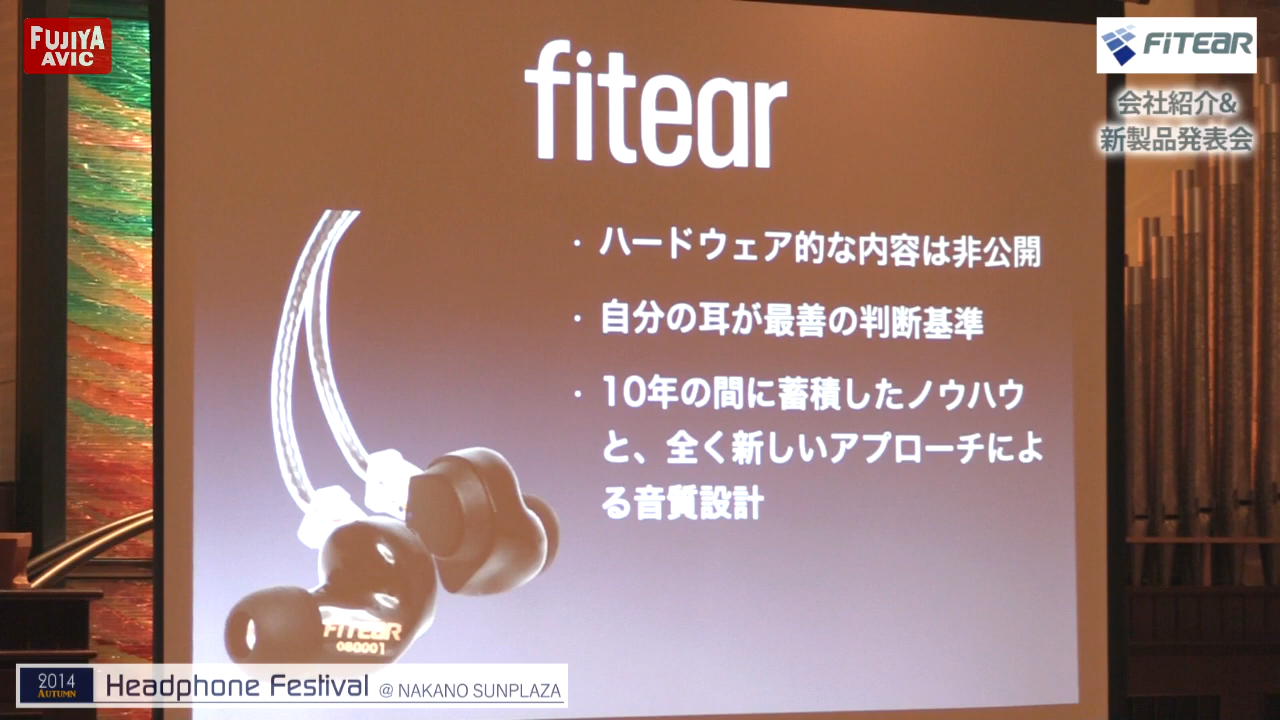 FUJIYA
AVIC
FITEAR
会社紹介&
新製品発表会
fitear
・ハードウェア的な内容は非公開
・自分の耳が最善の判断基準
・10年の間に蓄積したノウハウ
と、全く新しいアプローチによ
る音質設計
FITEAR
080001
2014
AUTUMN
Headphone Festival @ NAKANO SUNPLAZA